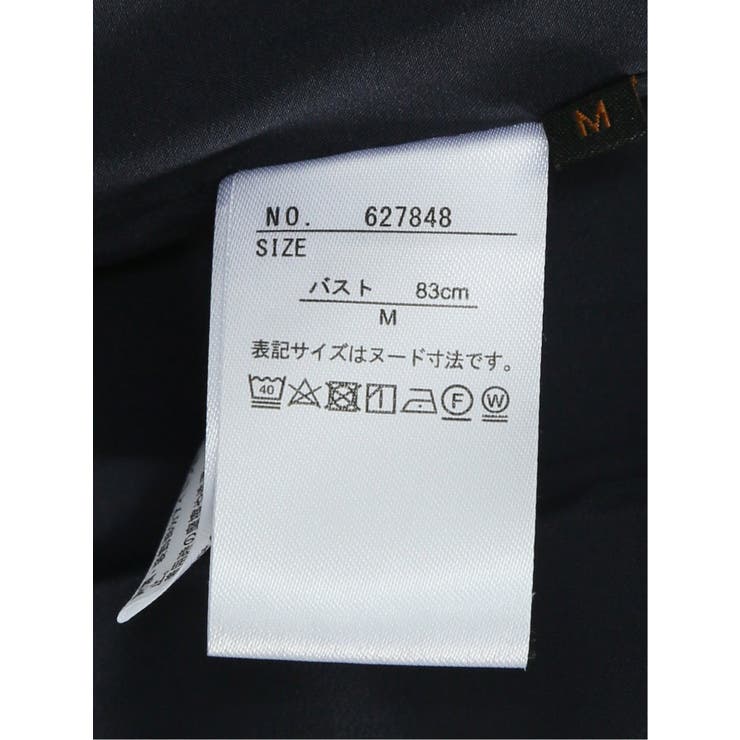 M
NO. 627848
SIZE
バスト 83cm
M
表記サイズはヌード寸法です。
40 F W